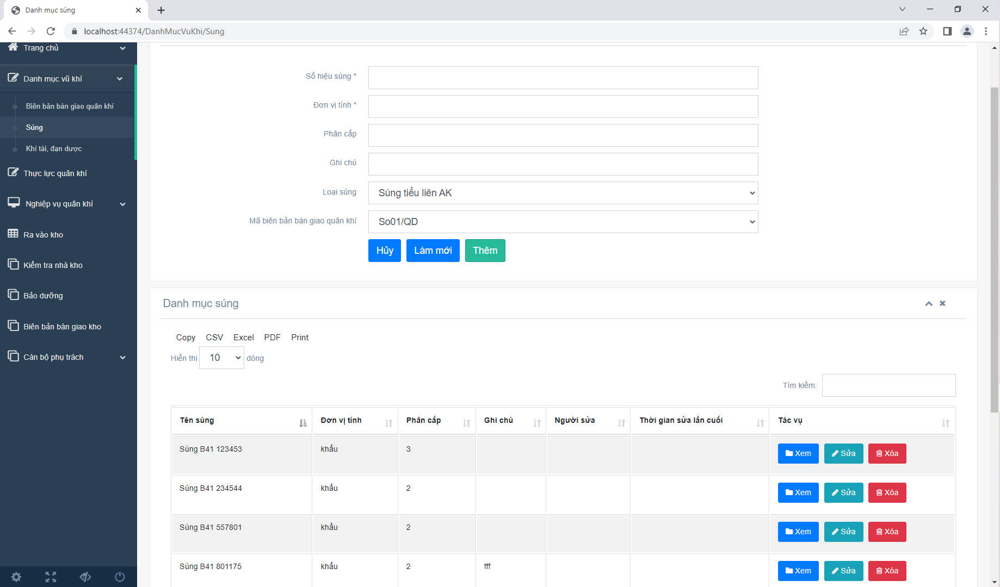 Danh mục súng
localhost:44374/DanhMucVuKhi/Sung
Trang chủ
Danh mục vũ khí
Biên bản bàn giao quân khí
Súng
Khí tài, đạn dược
Thực lực quân khí
Nghiệp vụ quân khí
Ra vào kho
Kiểm tra nhà kho
Bảo dưỡng
Biên bản bàn giao kho
Cán bộ phụ trách
Số hiệu súng *
Đơn vị tính *
Phân cấp
Ghi chú
Loại súng
Súng tiểu liên AK
Mã biên bản bàn giao quân khí
So01/QD
Hủy Làm mới Thêm
Danh mục súng
Copy CSV Excel PDF Print
Hiển thị 10 dòng
Tìm kiếm:
Tên súng Đơn vị tính Phân cấp Ghi chú Người sửa Thời gian sửa lần cuối Tác vụ
Súng B41 123453 khẩu 3 Xem Sửa Xóa
Súng B41 234544 khẩu 2 Xem Sửa Xóa
Súng B41 557801 khẩu 2 Xem Sửa Xóa
Súng B41 801175 khẩu 2 fff Xem Sửa Xóa